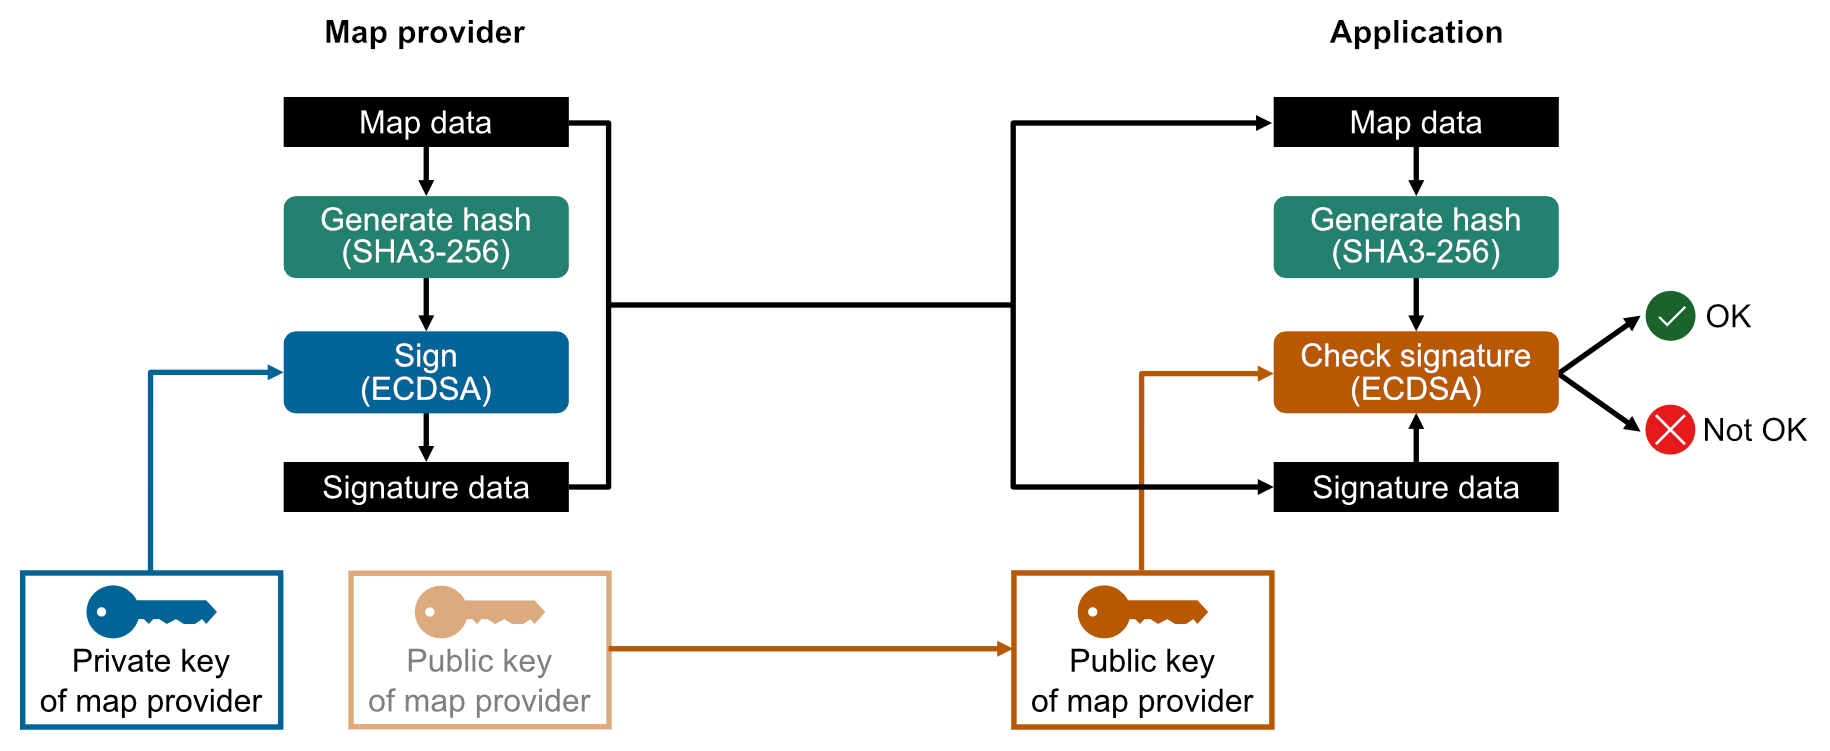 Map provider
Application
Map data
Generate hash
(SHA3-256)
Sign
(ECDSA)
Signature data
Map data
Generate hash
(SHA3-256)
Check signature
(ECDSA)
Signature data
OK
Not OK
Private key
of map provider
Public key
of map provider
Public key
of map provider